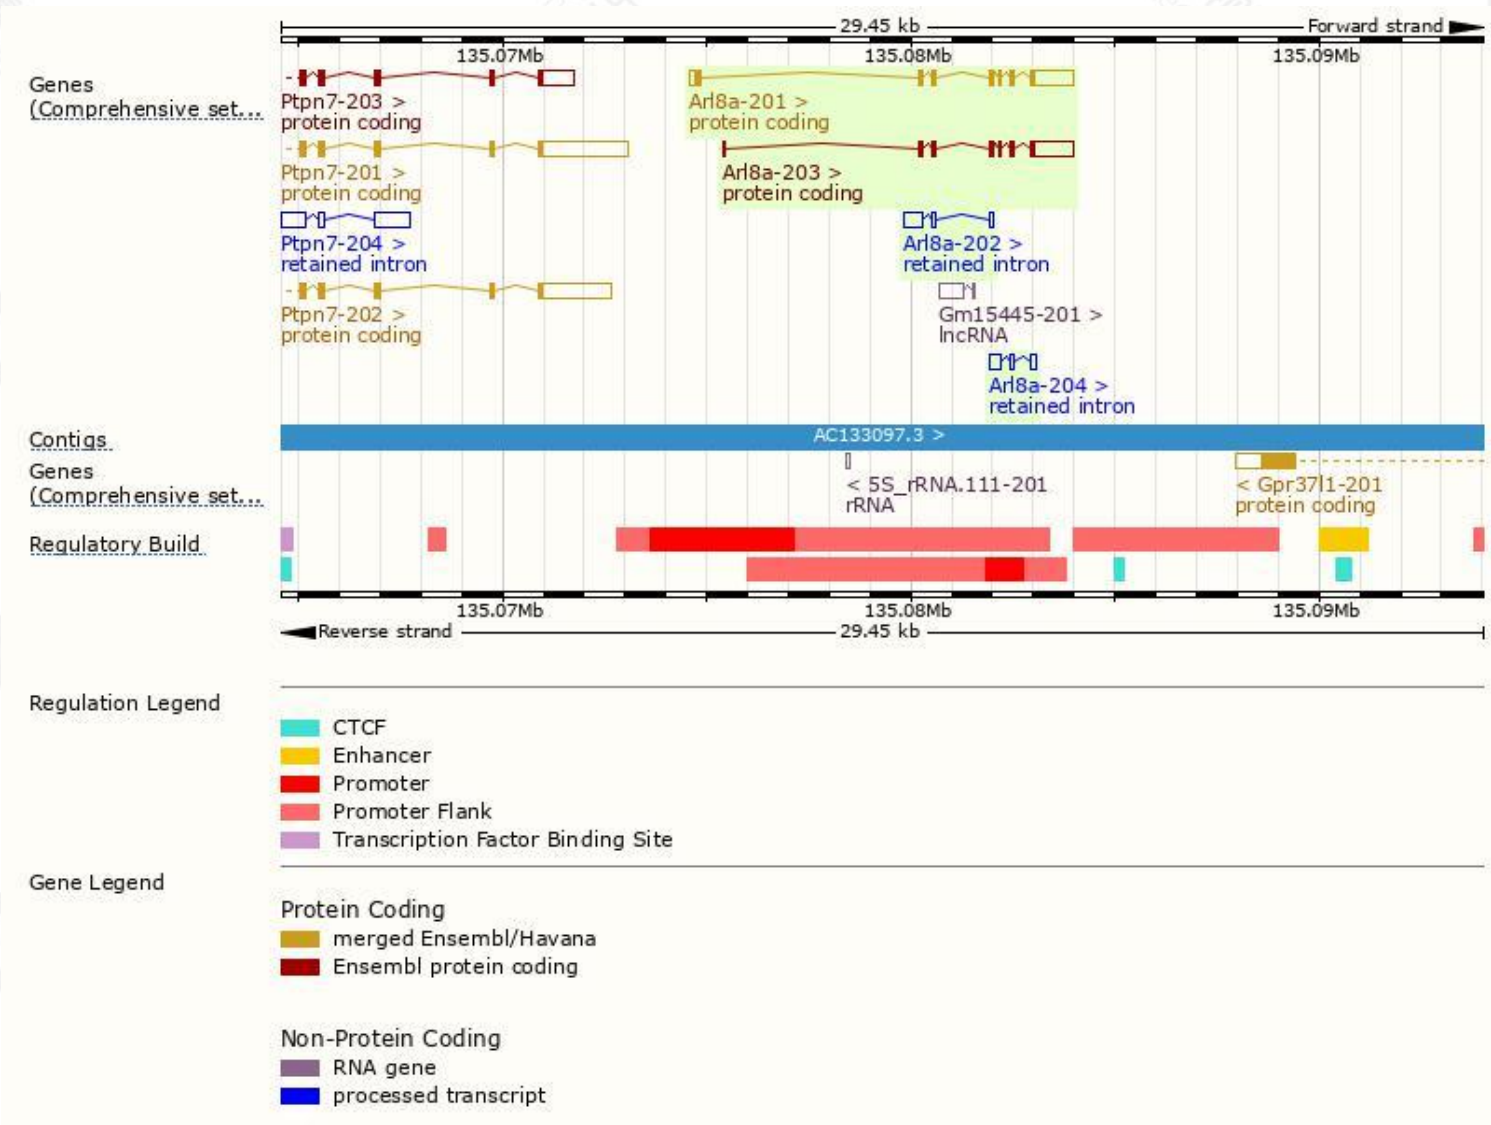 29.45 kb Forward strand
135.07Mb 135.08Mb 135.09Mb
Genes
(Comprehensive set...
Ptpn7-203 >
protein coding
Arl8a-201 >
protein coding
Ptpn7-201 >
protein coding
Arl8a-203 >
protein coding
Ptpn7-204 >
retained intron
Arl8a-202 >
retained intron
Ptpn7-202 >
protein coding
Gm15445-201 >
lncRNA
Arl8a-204 >
retained intron
Contigs
AC133097.3 >
Genes
(Comprehensive set...
< 5S_rRNA.111-201
rRNA
< Gpr37l1-201
protein coding
Regulatory Build
135.07Mb 135.08Mb 135.09Mb
Reverse strand 29.45 kb
Regulation Legend
CTCF
Enhancer
Promoter
Promoter Flank
Transcription Factor Binding Site
Gene Legend
Protein Coding
merged Ensembl/Havana
Ensembl protein coding
Non-Protein Coding
RNA gene
processed transcript